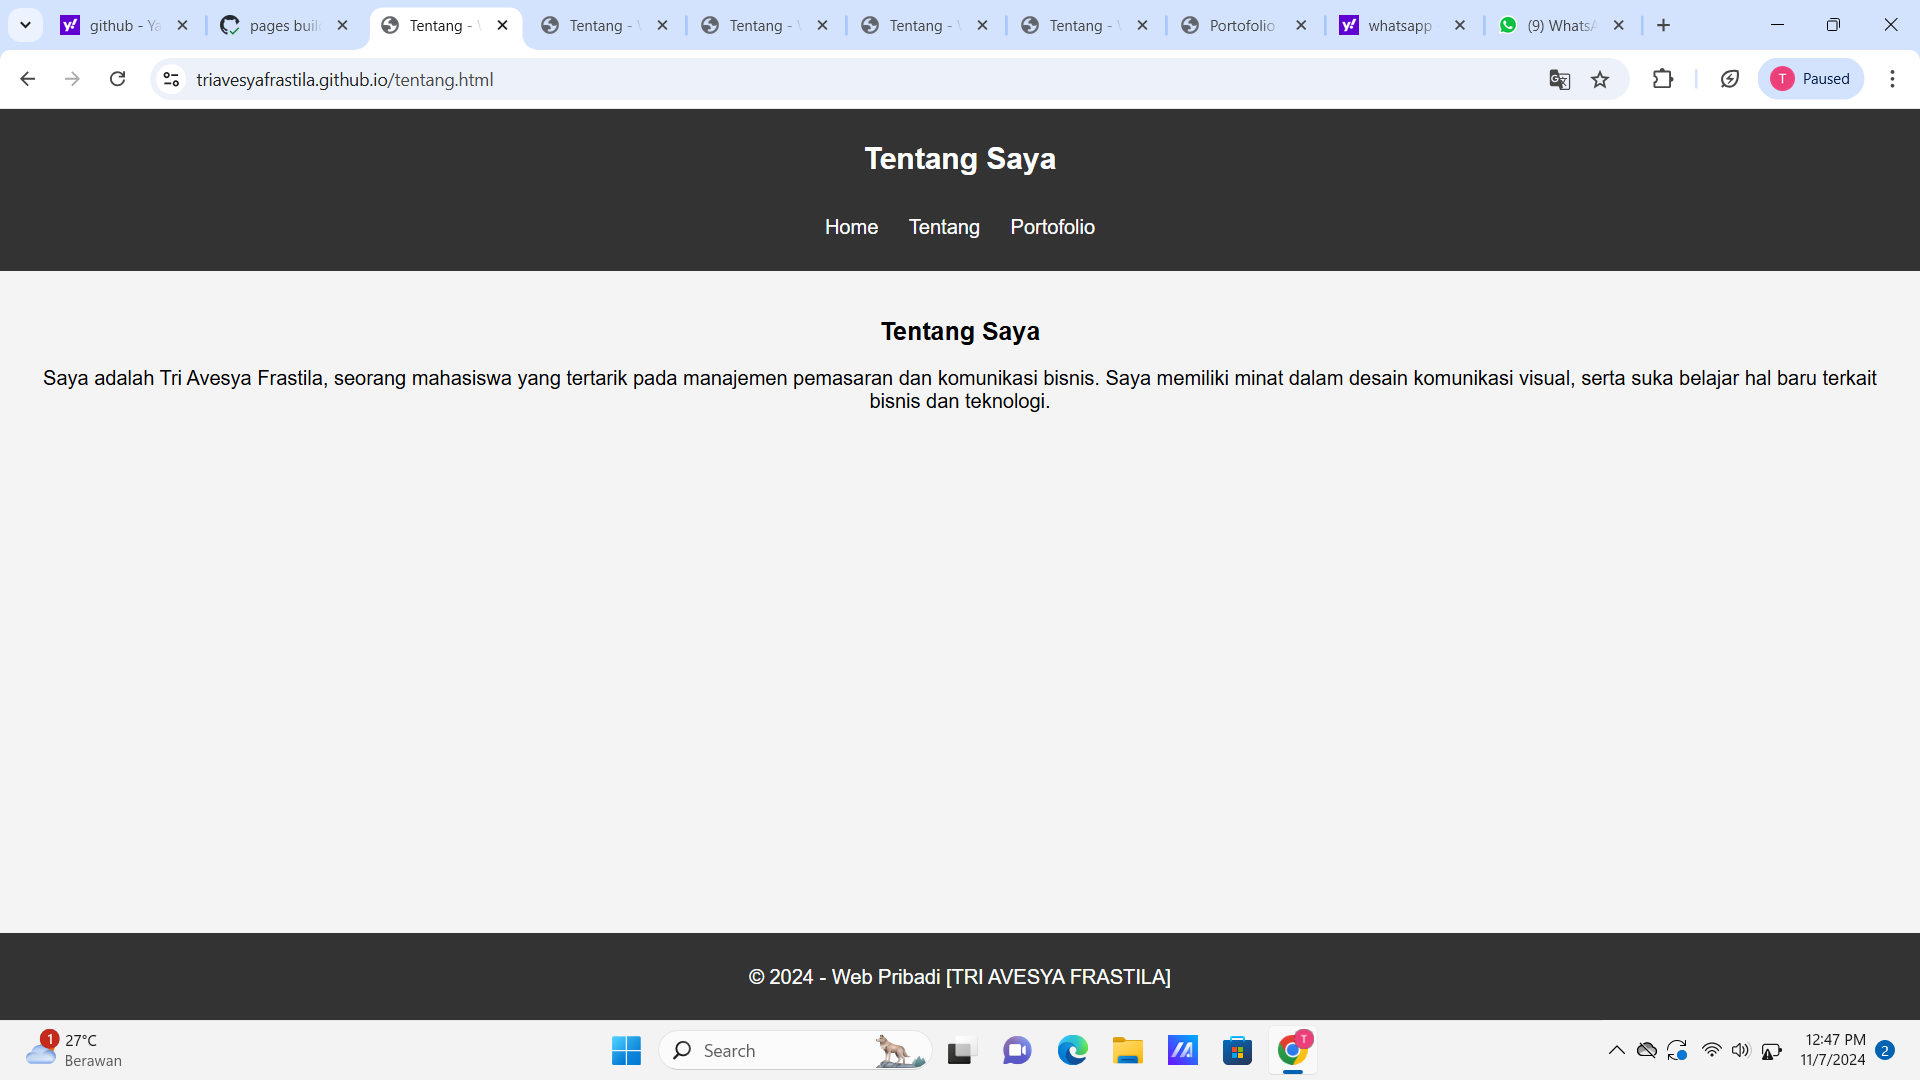 github - Ya
pages buil
Tentang -
Tentang -
Tentang -
Tentang -
Tentang -
Portofolio
whatsapp
(9) WhatsA
triavesyafrastila.github.io/tentang.html
T
Paused
Tentang Saya
Home Tentang Portofolio
Tentang Saya
Saya adalah Tri Avesya Frastila, seorang mahasiswa yang tertarik pada manajemen pemasaran dan komunikasi bisnis. Saya memiliki minat dalam desain komunikasi visual, serta suka belajar hal baru terkait
bisnis dan teknologi.
© 2024 - Web Pribadi [TRI AVESYA FRASTILA]
1
27°C
Berawan
Search
T
12:47 PM
11/7/2024
2